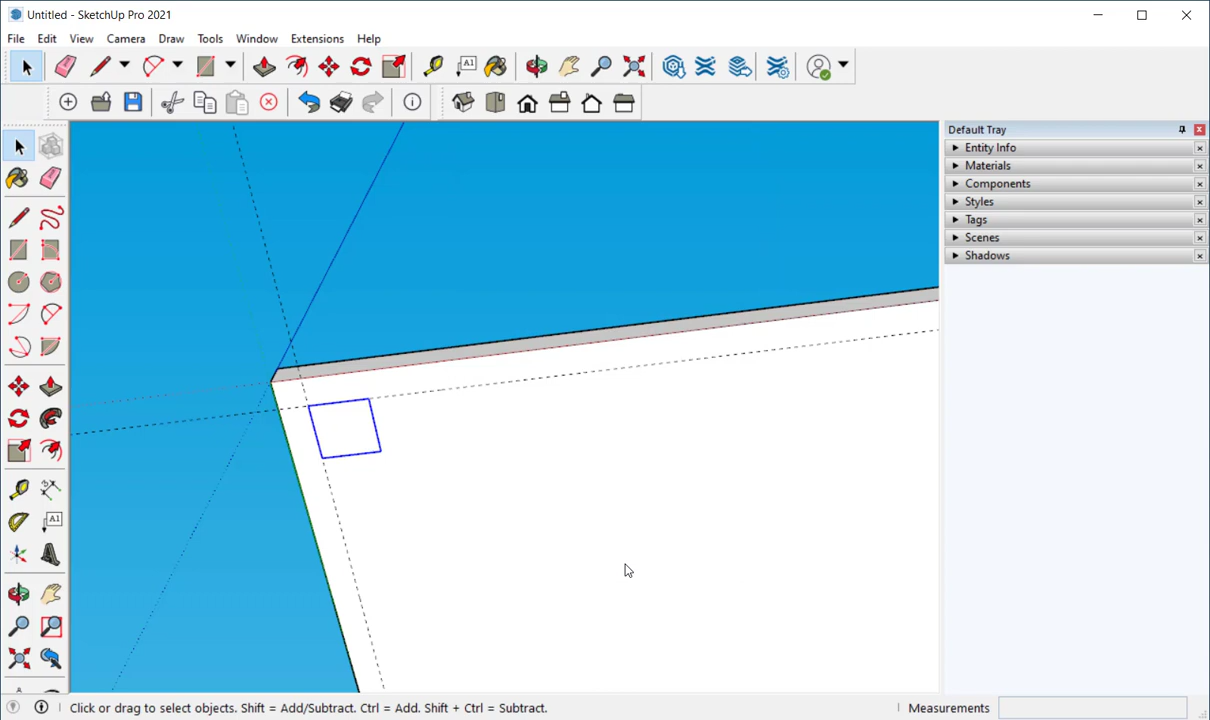 Untitled - SketchUp Pro 2021
File Edit View Camera Draw Tools Window Extensions Help
A1
Default Tray
Entity Info
Materials
Components
Styles
Tags
Scenes
Shadows
A1
Click or drag to select objects. Shift = Add/Subtract. Ctrl = Add. Shift + Ctrl = Subtract.
Measurements